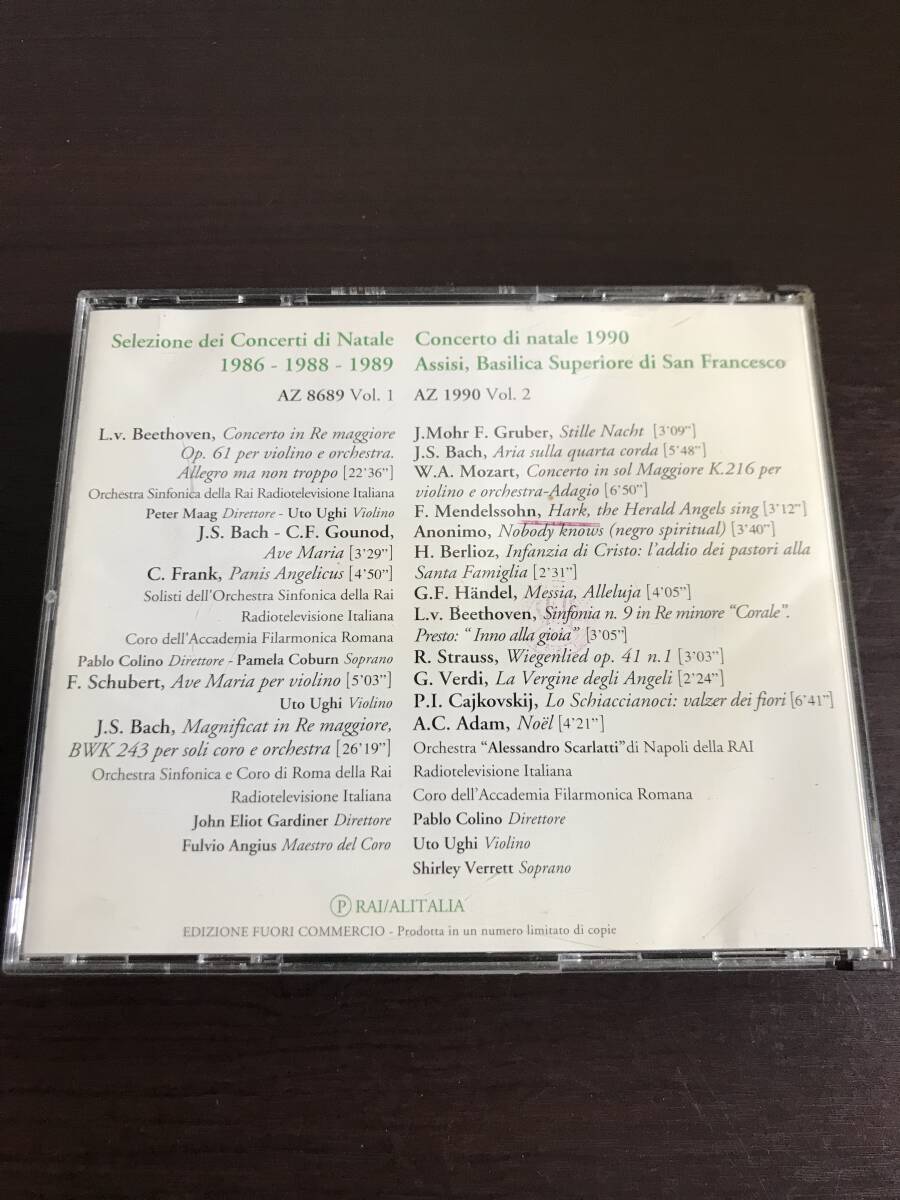 Selezione dei Concerti di Natale
1986 - 1988 - 1989
AZ 8689 Vol. 1
L.v. Beethoven, Concerto in Re maggiore
Op. 61 per violino e orchestra.
Allegro ma non troppo [22'36"]
Orchestra Sinfonica della Rai Radiotelevisione Italiana
Peter Maag Direttore - Uto Ughi Violino
J.S. Bach - C.F. Gounod,
Ave Maria [3'29"]
C. Frank, Panis Angelicus [4'50"]
Solisti dell'Orchestra Sinfonica della Rai
Radiotelevisione Italiana
Coro dell'Accademia Filarmonica Romana
Pablo Colino Direttore - Pamela Coburn Soprano
F. Schubert, Ave Maria per violino [5'03"]
Uto Ughi Violino
J.S. Bach, Magnificat in Re maggiore,
BWK 243 per soli coro e orchestra [26'19"]
Orchestra Sinfonica e Coro di Roma della Rai
Radiotelevisione Italiana
John Eliot Gardiner Direttore
Fulvio Angius Maestro del Coro
Concerto di natale 1990
Assisi, Basilica Superiore di San Francesco
AZ 1990 Vol. 2
J.Mohr F. Gruber, Stille Nacht [3'09"]
J.S. Bach, Aria sulla quarta corda [5'48"]
W.A. Mozart, Concerto in sol Maggiore K.216 per
violino e orchestra-Adagio [6'50"]
F. Mendelssohn, Hark, the Herald Angels sing [3'12"]
Anonimo, Nobody knows (negro spiritual) [3'40"]
H. Berlioz, Infanzia di Cristo: l'addio dei pastori alla
Santa Famiglia [2'31"]
G.F. Händel, Messia, Alleluja [4'05"]
L.v. Beethoven, Sinfonia n. 9 in Re minore "Corale".
Presto: "Inno alla gioia" [3'05"]
R. Strauss, Wiegenlied op. 41 n.1 [3'03"]
G. Verdi, La Vergine degli Angeli [2'24"]
P.I. Cajkovskij, Lo Schiaccianoci: valzer dei fiori [6'41"]
A.C. Adam, Noël [4'21"]
Orchestra "Alessandro Scarlatti" di Napoli della RAI
Radiotelevisione Italiana
Coro dell'Accademia Filarmonica Romana
Pablo Colino Direttore
Uto Ughi Violino
Shirley Verrett Soprano
Ⓟ RAI/ALITALIA
EDIZIONE FUORI COMMERCIO - Prodotta in un numero limitato di copie